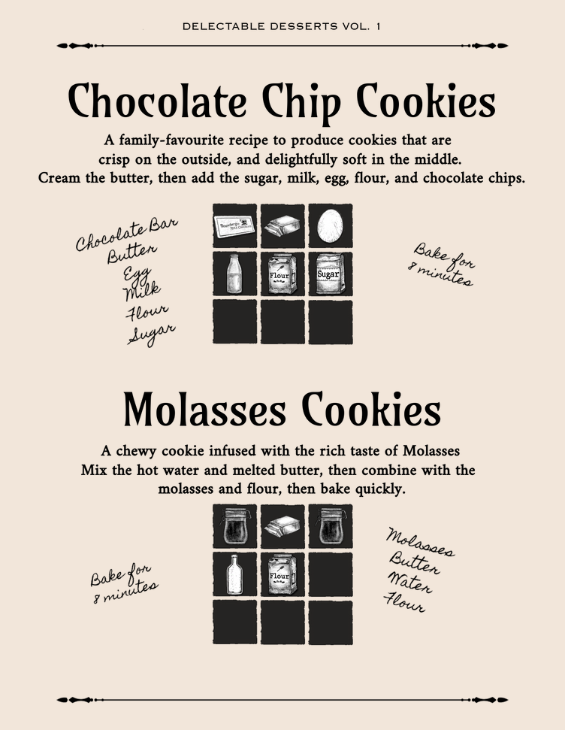 DELECTABLE DESSERTS VOL. 1
Chocolate Chip Cookies
A family-favourite recipe to produce cookies that are
crisp on the outside, and delightfully soft in the middle.
Cream the butter, then add the sugar, milk, egg, flour, and chocolate chips.
Chocolate Bar
Butter
Egg
Milk
Flour
Sugar
Flour
Sugar
Bake for
8 minutes
Molasses Cookies
A chewy cookie infused with the rich taste of Molasses
Mix the hot water and melted butter, then combine with the
molasses and flour, then bake quickly.
Bake for
8 minutes
Flour
Molasses
Butter
Water
Flour